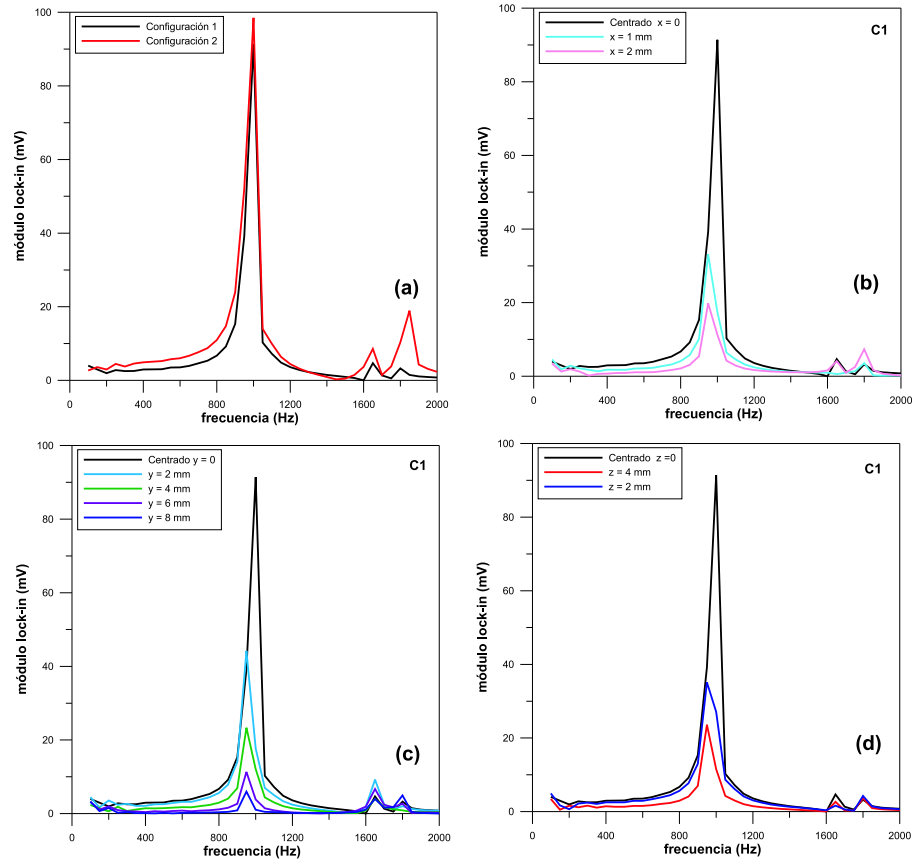 Configuración 1
Configuración 2
100
80
60
40
20
0
módulo lock-in (mV)
(a)
0 400 800 1200 1600 2000
frecuencia (Hz)
Centrado x = 0
x = 1 mm
x = 2 mm
C1
100
80
60
40
20
0
módulo lock-in (mV)
(b)
0 400 800 1200 1600 2000
frecuencia (Hz)
Centrado y = 0
y = 2 mm
y = 4 mm
y = 6 mm
y = 8 mm
C1
100
80
60
40
20
0
módulo lock-in (mV)
(c)
0 400 800 1200 1600 2000
frecuencia (Hz)
Centrado z =0
z = 4 mm
z = 2 mm
C1
100
80
60
40
20
0
módulo lock-in (mV)
(d)
0 400 800 1200 1600 2000
frecuencia (Hz)